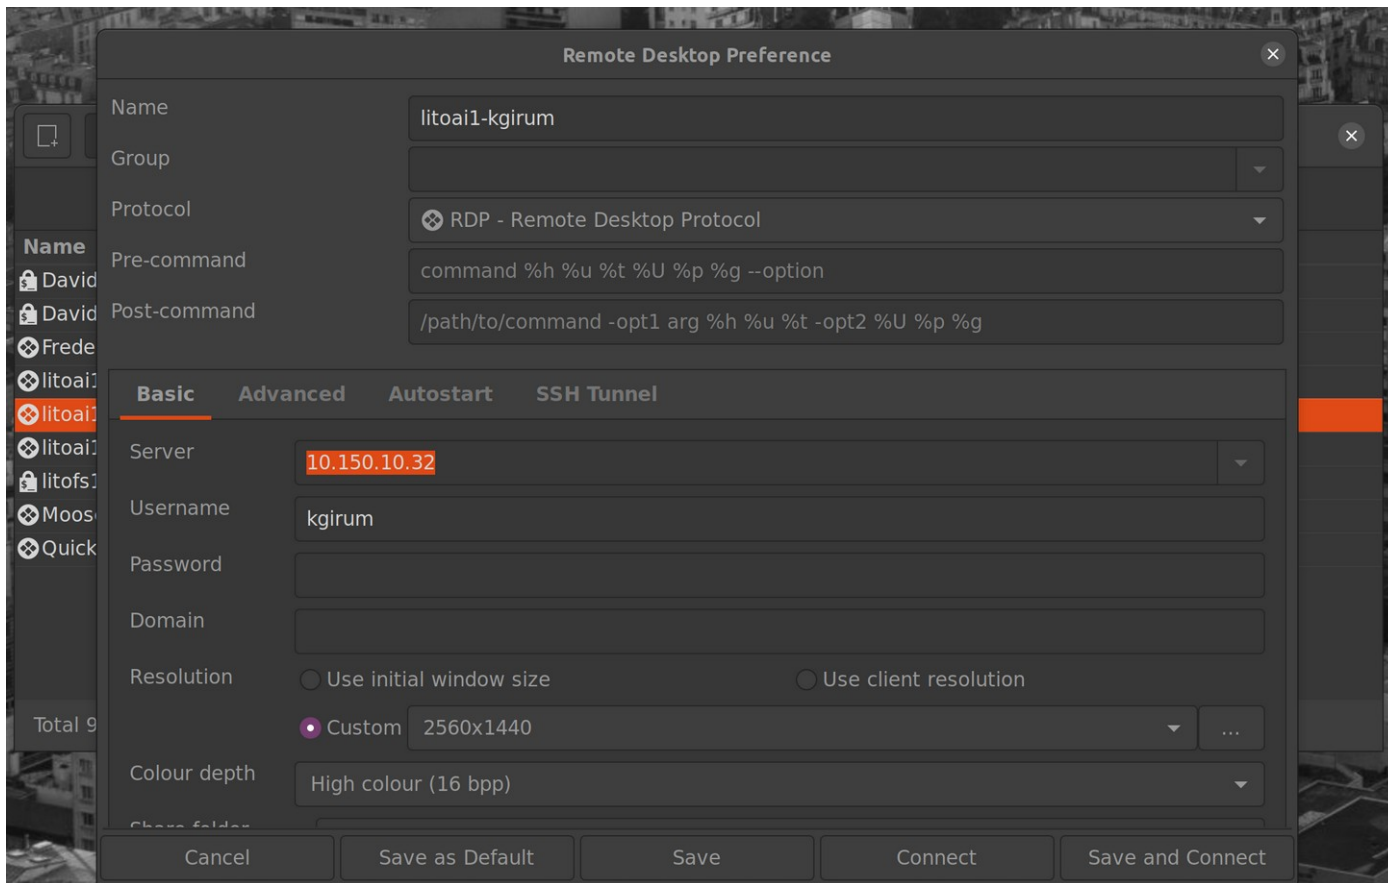 Remote Desktop Preference
Name
litoai1-kgirum
Group
Protocol
RDP - Remote Desktop Protocol
Pre-command
command %h %u %t %U %p %g --option
Post-command
/path/to/command -opt1 arg %h %u %t -opt2 %U %p %g
Name
David
David
Frede
litoai1
litoai1
litoai1
litofs1
Moos
Quick
Total 9
Basic Advanced Autostart SSH Tunnel
Server
10.150.10.32
Username
kgirum
Password
Domain
Resolution
Use initial window size Use client resolution
Custom 2560x1440 ...
Colour depth
High colour (16 bpp)
Share folder
Cancel Save as Default Save Connect Save and Connect